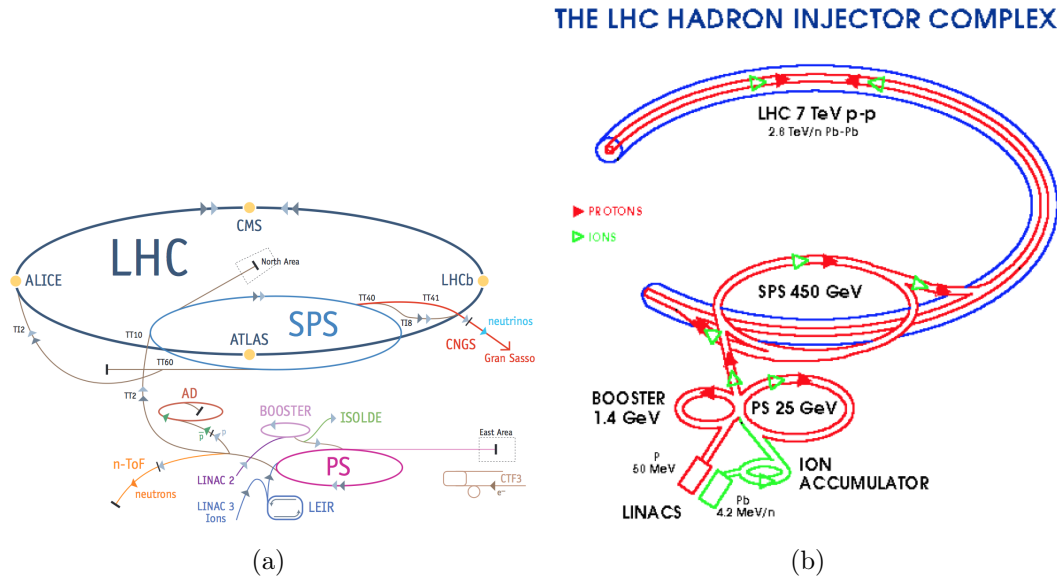 THE LHC HADRON INJECTOR COMPLEX
CMS
LHC
ALICE
North Area
LHCb
TT40
TT41
TI8
SPS
TI2
TT10
ATLAS
neutrinos
CNGS
Gran Sasso
TT60
TT2
AD
p
p̅
BOOSTER
ISOLDE
East Area
n-ToF
neutrons
LINAC 2
PS
CTF3
e⁻
LINAC 3
Ions
LEIR
(a)
LHC 7 TeV p-p
2.8 TeV/n Pb-Pb
PROTONS
IONS
SPS 450 GeV
BOOSTER
1.4 GeV
PS 25 GeV
P
50 MeV
ION
ACCUMULATOR
LINACS
Pb
4.2 MeV/n
(b)